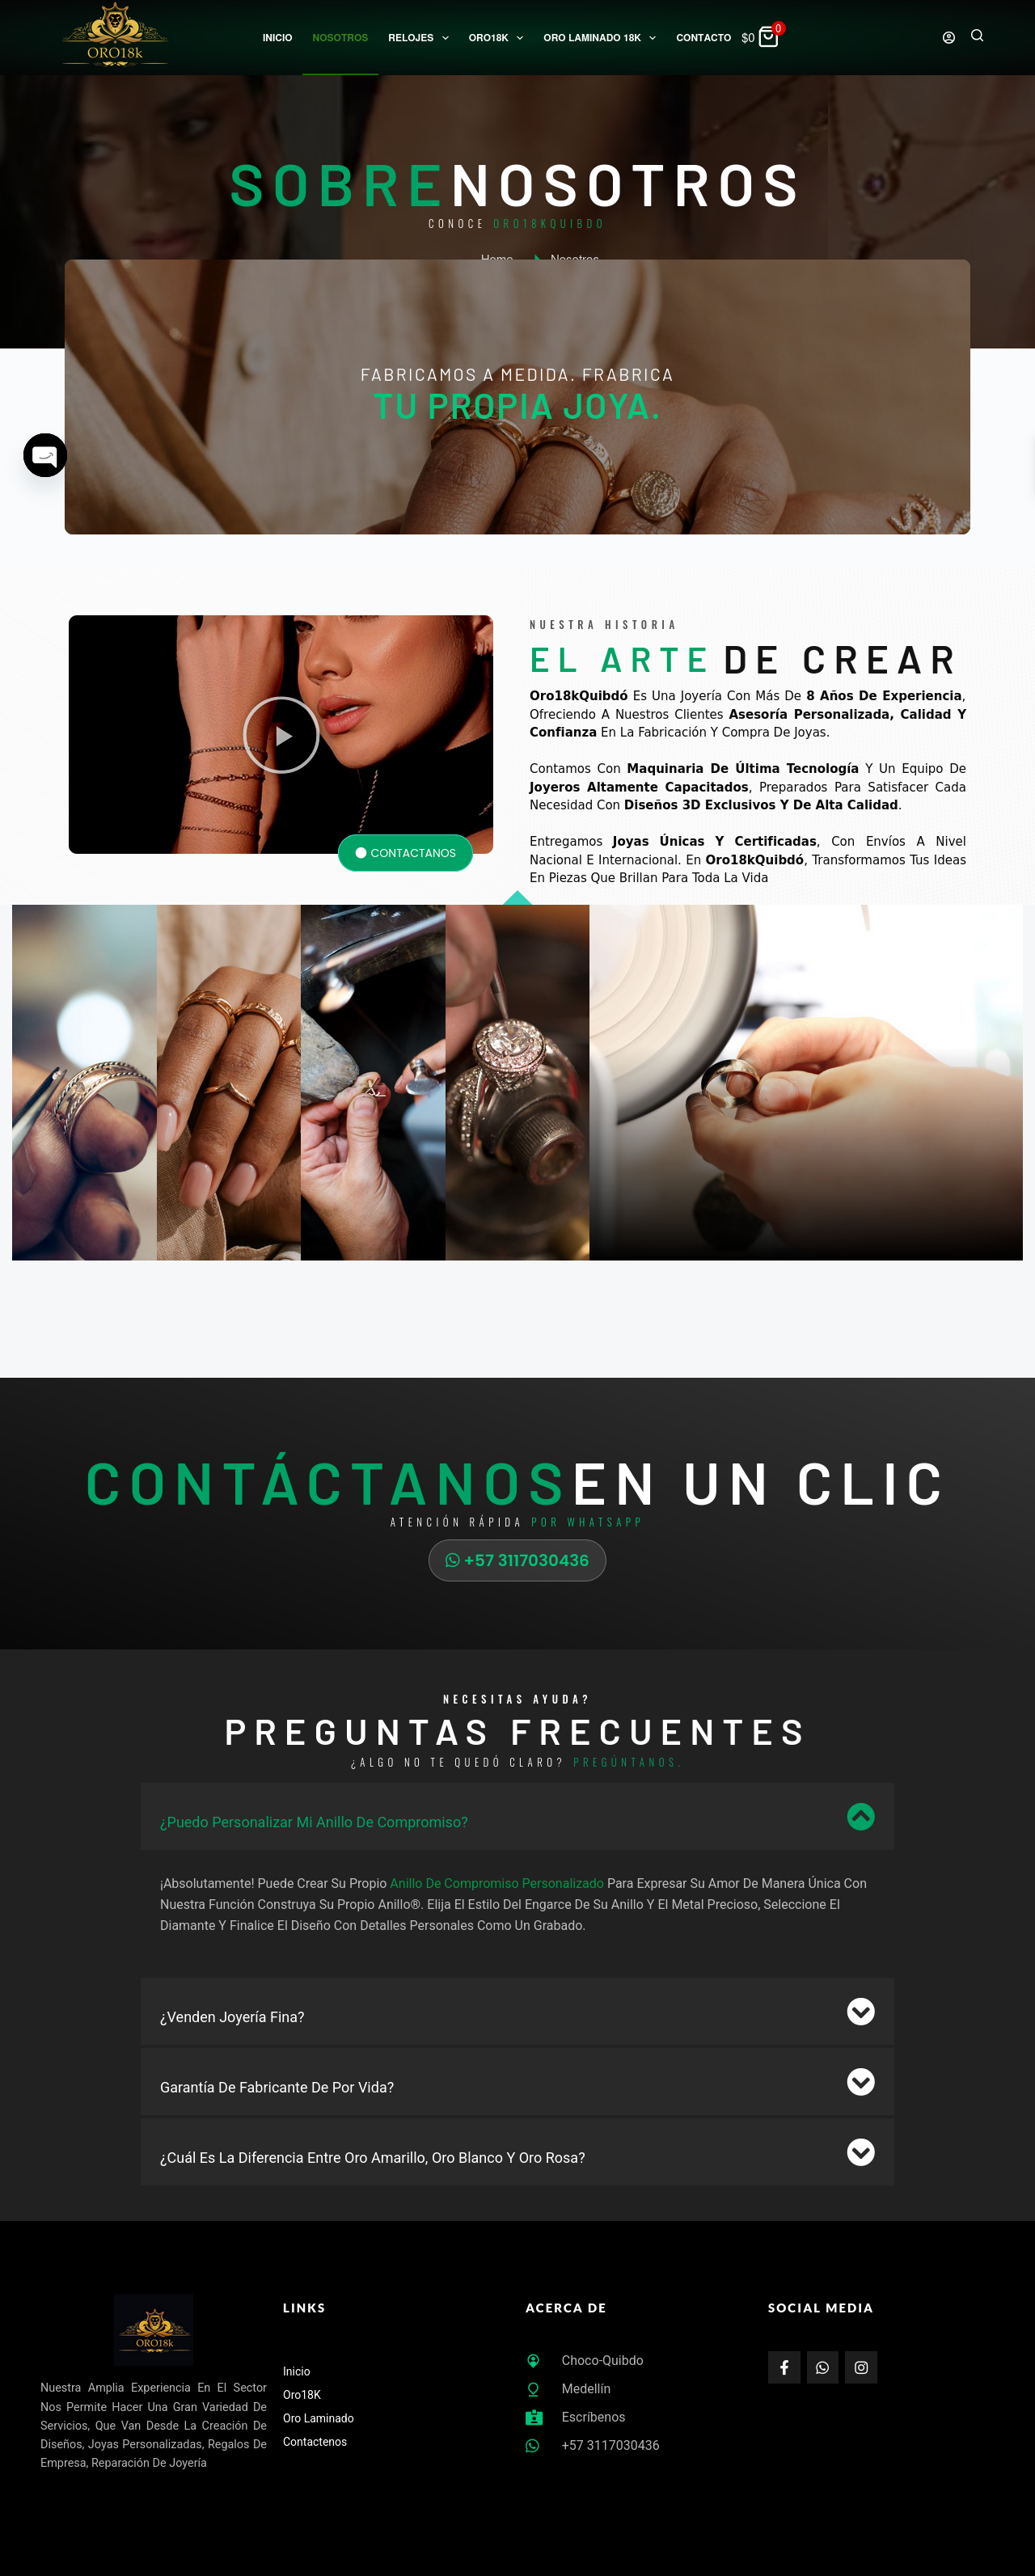 ORO18k
INICIO NOSOTROS RELOJES ORO18K ORO LAMINADO 18K CONTACTO $0 0
SOBRENOSOTROS
CONOCE ORO18KQUIBDO
Home Nosotros
FABRICAMOS A MEDIDA. FRABRICA
TU PROPIA JOYA.
NUESTRA HISTORIA
EL ARTE DE CREAR
Oro18kQuibdó Es Una Joyería Con Más De 8 Años De Experiencia,
Ofreciendo A Nuestros Clientes Asesoría Personalizada, Calidad Y
Confianza En La Fabricación Y Compra De Joyas.
Contamos Con Maquinaria De Última Tecnología Y Un Equipo De
Joyeros Altamente Capacitados, Preparados Para Satisfacer Cada
Necesidad Con Diseños 3D Exclusivos Y De Alta Calidad.
Entregamos Joyas Únicas Y Certificadas, Con Envíos A Nivel
Nacional E Internacional. En Oro18kQuibdó, Transformamos Tus Ideas
En Piezas Que Brillan Para Toda La Vida
CONTACTANOS
CONTÁCTANOSEN UN CLIC
ATENCIÓN RÁPIDA POR WHATSAPP
+57 3117030436
NECESITAS AYUDA?
PREGUNTAS FRECUENTES
¿ALGO NO TE QUEDÓ CLARO? PREGÚNTANOS.
¿Puedo Personalizar Mi Anillo De Compromiso?
¡Absolutamente! Puede Crear Su Propio Anillo De Compromiso Personalizado Para Expresar Su Amor De Manera Única Con
Nuestra Función Construya Su Propio Anillo®. Elija El Estilo Del Engarce De Su Anillo Y El Metal Precioso, Seleccione El
Diamante Y Finalice El Diseño Con Detalles Personales Como Un Grabado.
¿Venden Joyería Fina?
Garantía De Fabricante De Por Vida?
¿Cuál Es La Diferencia Entre Oro Amarillo, Oro Blanco Y Oro Rosa?
ORO18k
Nuestra Amplia Experiencia En El Sector
Nos Permite Hacer Una Gran Variedad De
Servicios, Que Van Desde La Creación De
Diseños, Joyas Personalizadas, Regalos De
Empresa, Reparación De Joyería
LINKS
Inicio
Oro18K
Oro Laminado
Contactenos
ACERCA DE
Choco-Quibdo
Medellín
Escríbenos
+57 3117030436
SOCIAL MEDIA